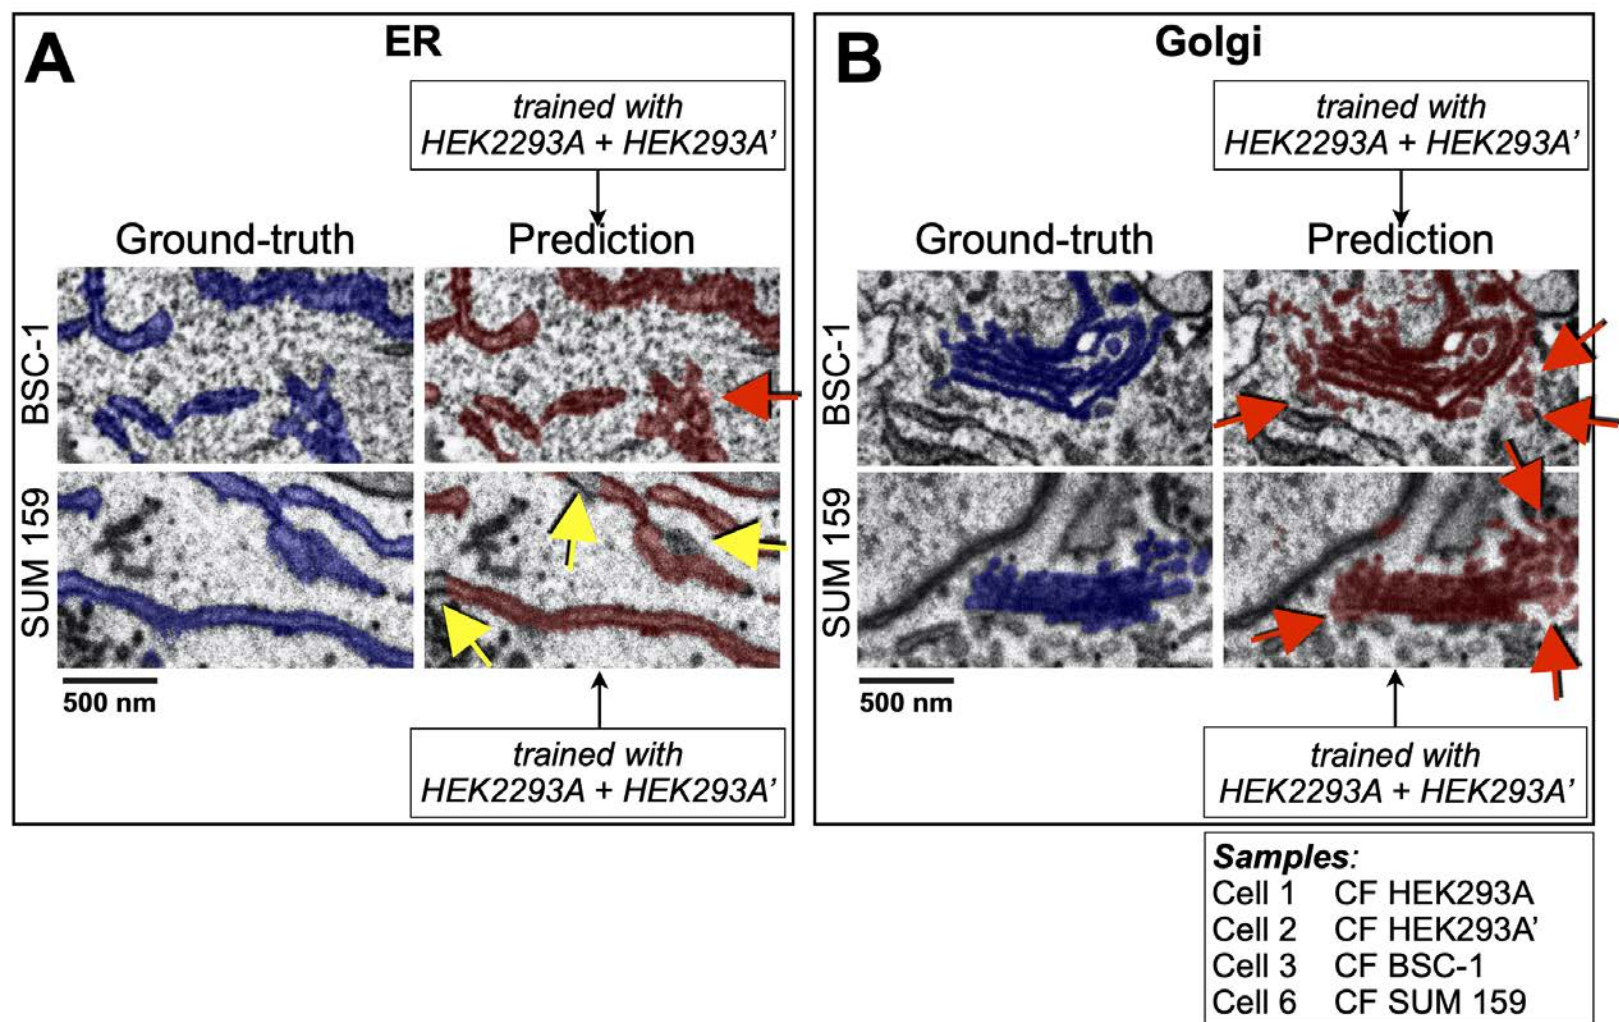 A
ER
trained with
HEK2293A + HEK293A’
Ground-truth
Prediction
BSC-1
SUM 159
500 nm
trained with
HEK2293A + HEK293A’
B
Golgi
trained with
HEK2293A + HEK293A’
Ground-truth
Prediction
BSC-1
SUM 159
500 nm
trained with
HEK2293A + HEK293A’
Samples:
Cell 1 CF HEK293A
Cell 2 CF HEK293A’
Cell 3 CF BSC-1
Cell 6 CF SUM 159